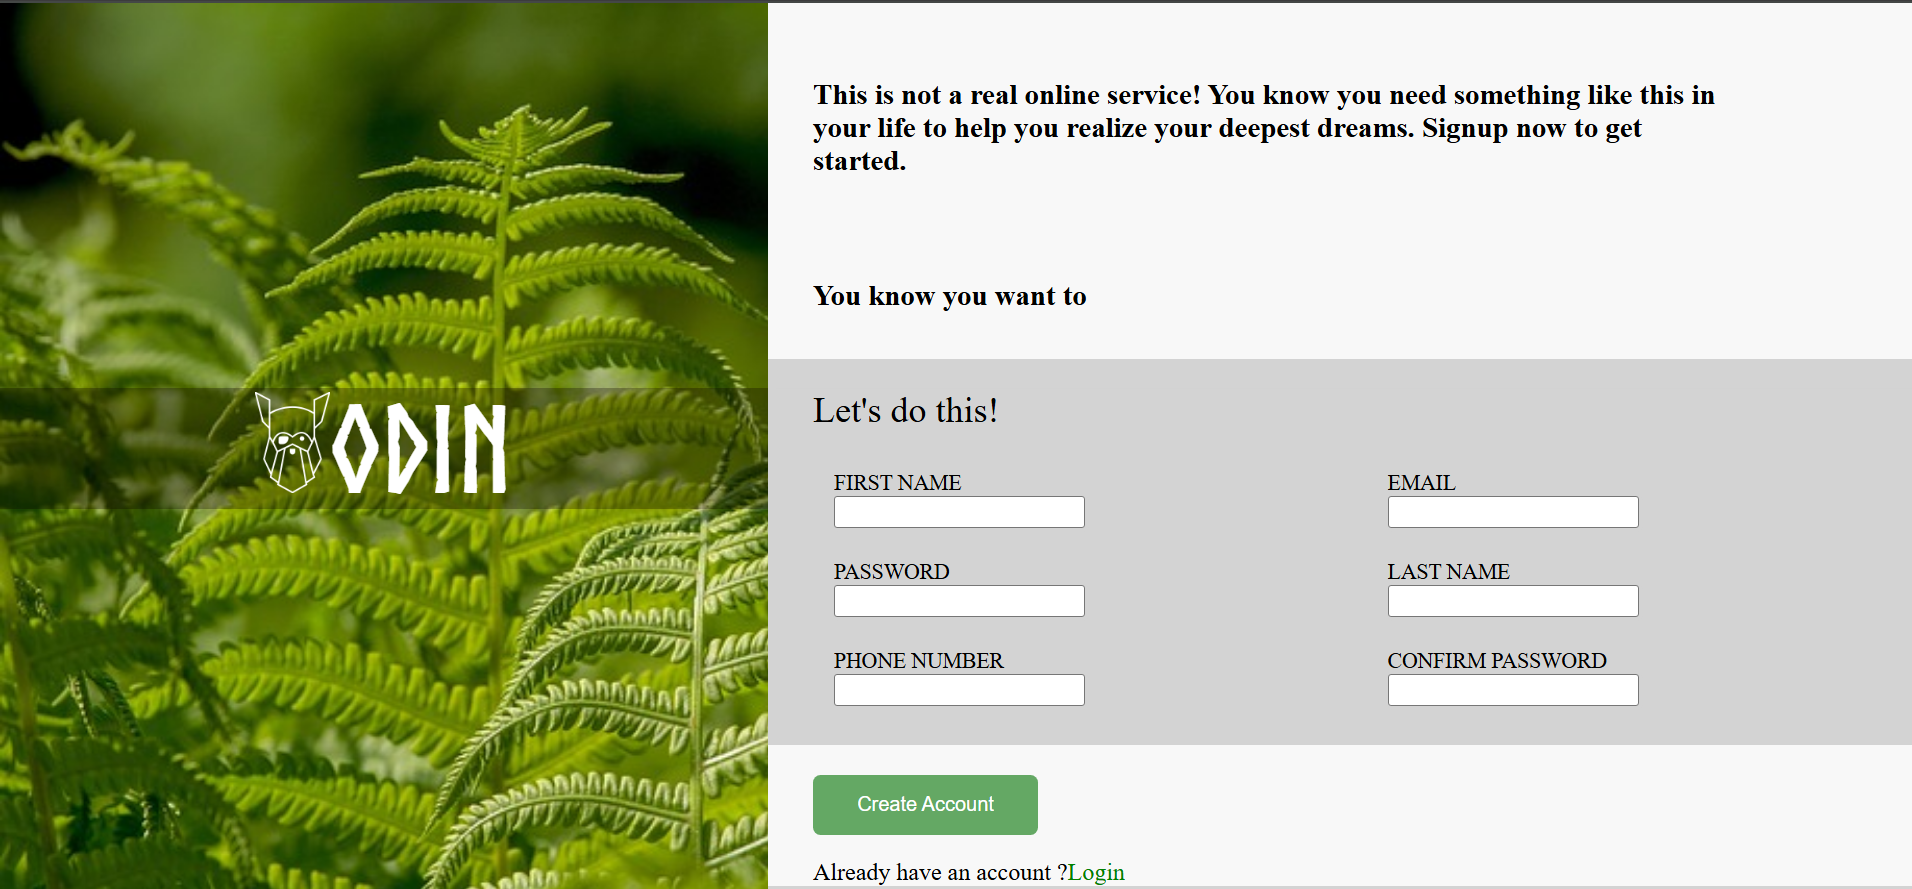 ODIN
This is not a real online service! You know you need something like this in
your life to help you realize your deepest dreams. Signup now to get
started.
You know you want to
Let's do this!
FIRST NAME
EMAIL
PASSWORD
LAST NAME
PHONE NUMBER
CONFIRM PASSWORD
Create Account
Already have an account ?Login